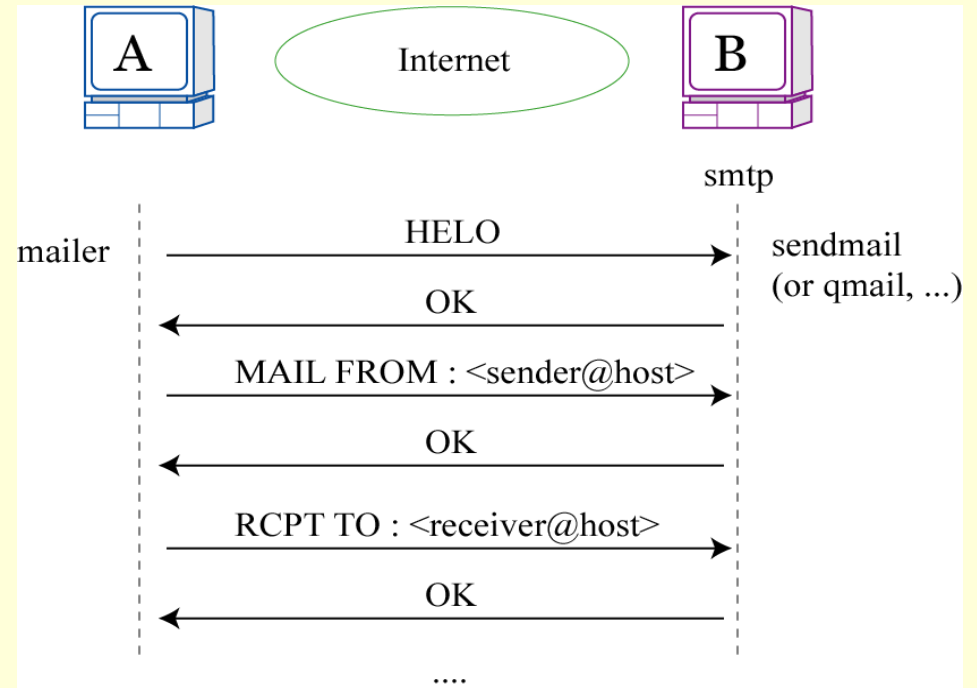 A
Internet
B
smtp
mailer
HELO
sendmail
(or qmail, ...)
OK
MAIL FROM : <sender@host>
OK
RCPT TO : <receiver@host>
OK
....